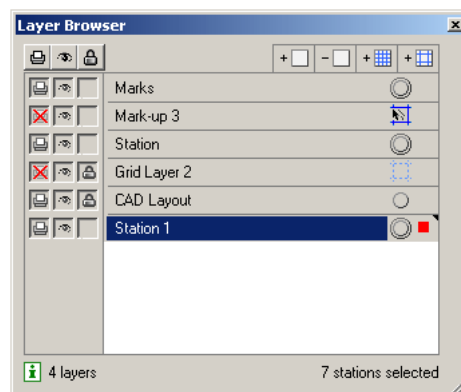 Layer Browser
Marks
Mark-up 3
Station
Grid Layer 2
CAD Layout
Station 1
4 layers
7 stations selected